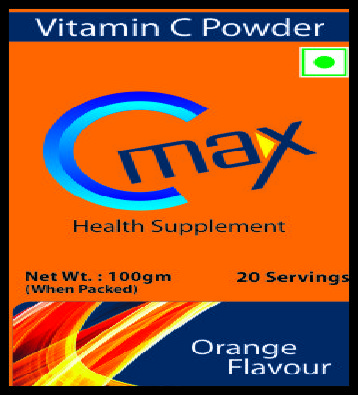 Vitamin C Powder
Cmax
Health Supplement
Net Wt. : 100gm
(When Packed)
20 Servings
Orange
Flavour